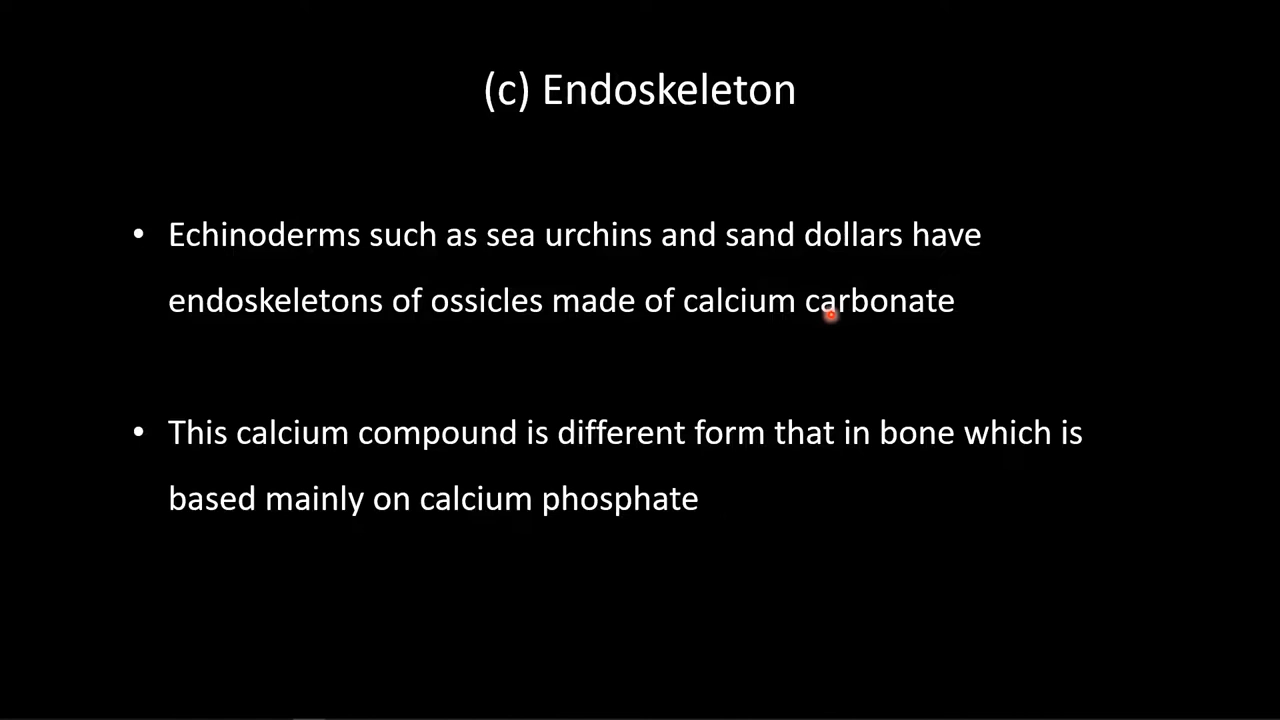 (c) Endoskeleton
• Echinoderms such as sea urchins and sand dollars have
endoskeletons of ossicles made of calcium carbonate
• This calcium compound is different form that in bone which is
based mainly on calcium phosphate